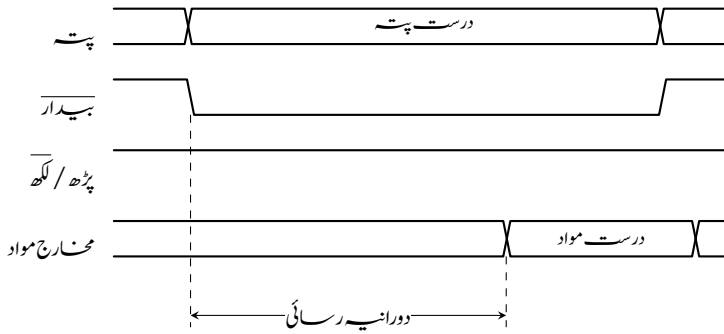 پتہ
درست پتہ
بیدار
پڑھ / لکھ
مخارج مواد
درست مواد
دورانیہ رسائی